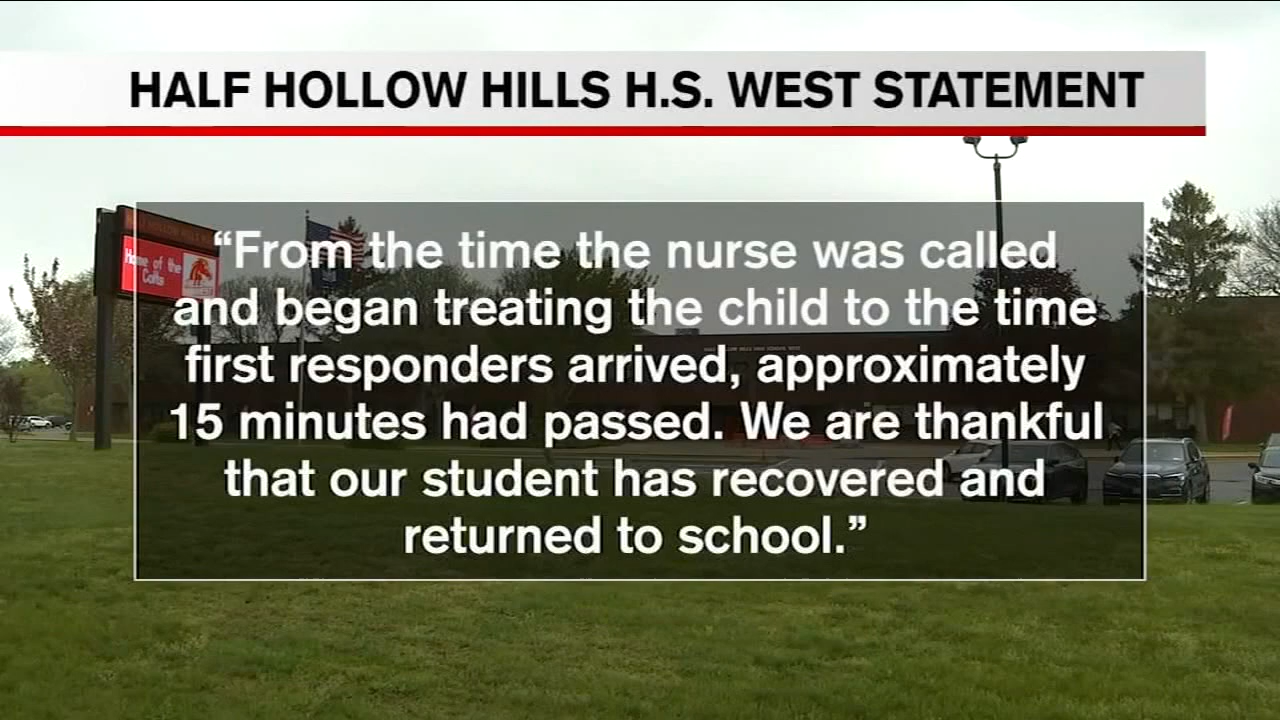 HALF HOLLOW HILLS H.S. WEST STATEMENT
Home of the
Colts
“From the time the nurse was called
and began treating the child to the time
first responders arrived, approximately
15 minutes had passed. We are thankful
that our student has recovered and
returned to school.”